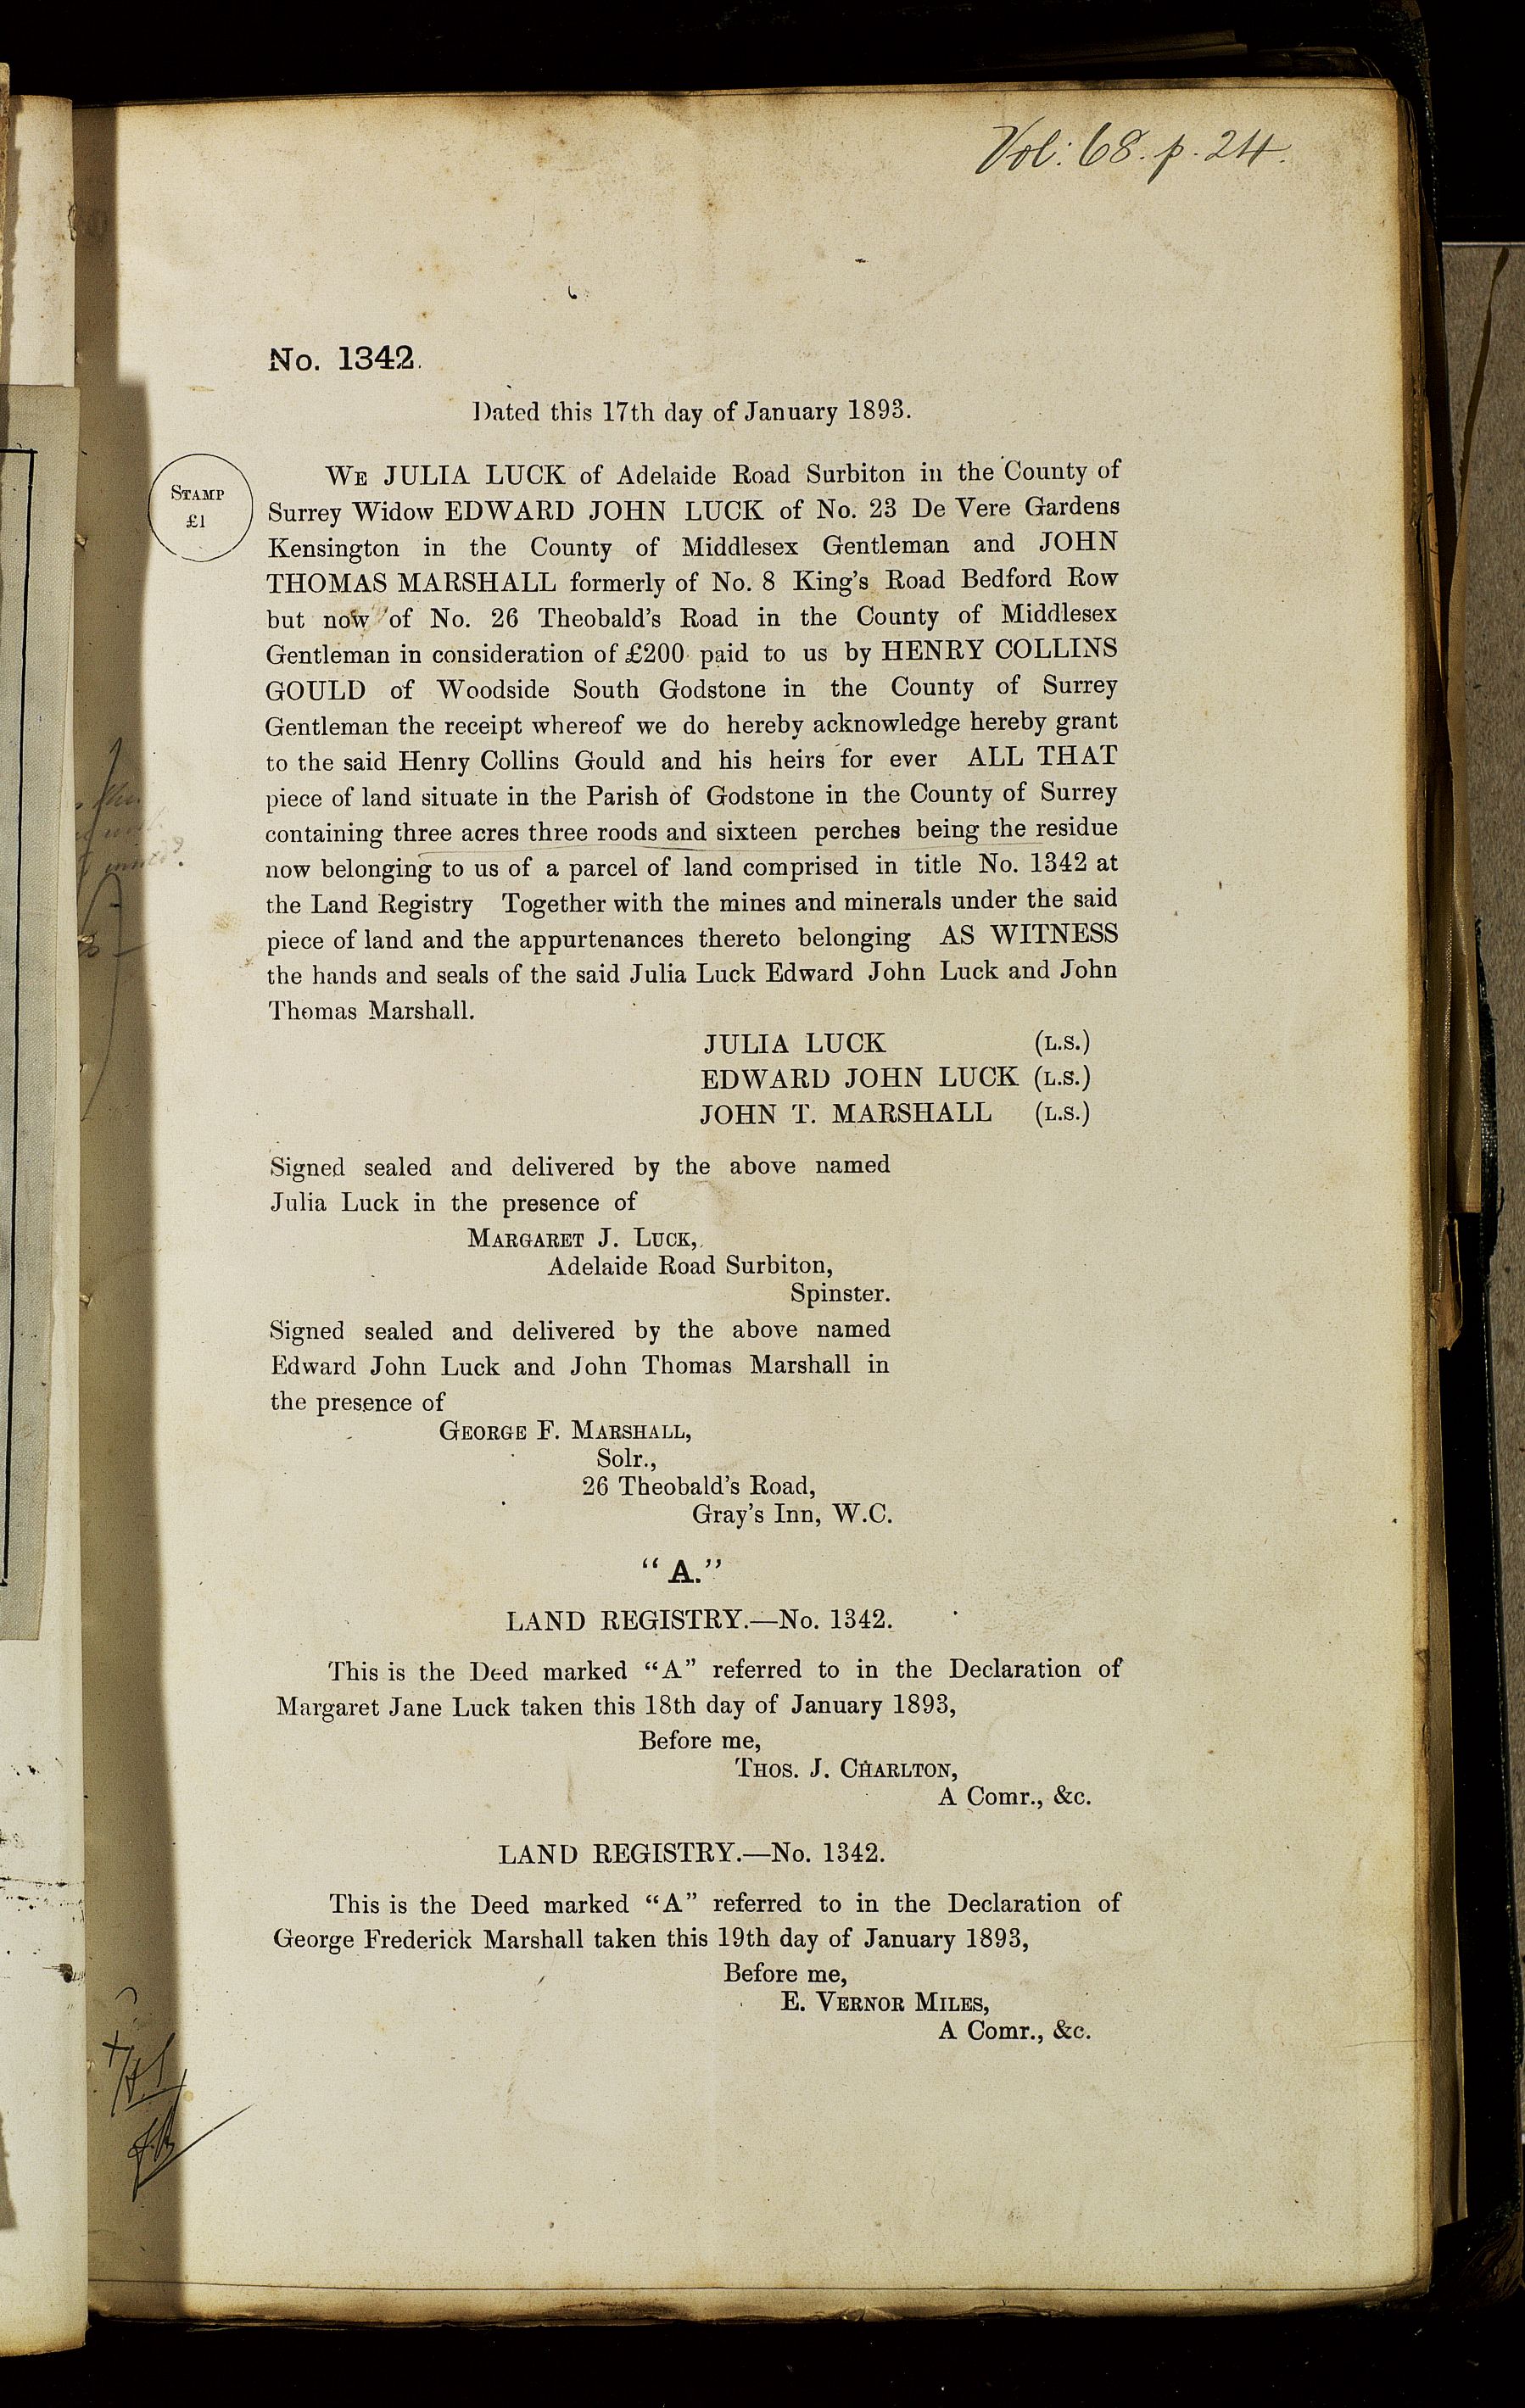 Vol: 68. p. 24.
No. 1342.
Dated this 17th day of January 1893.
STAMP
£1
WE JULIA LUCK of Adelaide Road Surbiton in the County of
Surrey Widow EDWARD JOHN LUCK of No. 23 De Vere Gardens
Kensington in the County of Middlesex Gentleman and JOHN
THOMAS MARSHALL formerly of No. 8 King's Road Bedford Row
but now of No. 26 Theobald's Road in the County of Middlesex
Gentleman in consideration of £200 paid to us by HENRY COLLINS
GOULD of Woodside South Godstone in the County of Surrey
Gentleman the receipt whereof we do hereby acknowledge hereby grant
to the said Henry Collins Gould and his heirs for ever ALL THAT
piece of land situate in the Parish of Godstone in the County of Surrey
containing three acres three roods and sixteen perches being the residue
now belonging to us of a parcel of land comprised in title No. 1342 at
the Land Registry Together with the mines and minerals under the said
piece of land and the appurtenances thereto belonging AS WITNESS
the hands and seals of the said Julia Luck Edward John Luck and John
Thomas Marshall.
JULIA LUCK (L.S.)
EDWARD JOHN LUCK (L.S.)
JOHN T. MARSHALL (L.S.)
Signed sealed and delivered by the above named
Julia Luck in the presence of
MARGARET J. LUCK,
Adelaide Road Surbiton,
Spinster.
Signed sealed and delivered by the above named
Edward John Luck and John Thomas Marshall in
the presence of
GEORGE F. MARSHALL,
Solr.,
26 Theobald's Road,
Gray's Inn, W.C.
"A."
LAND REGISTRY.—No. 1342.
This is the Deed marked "A" referred to in the Declaration of
Margaret Jane Luck taken this 18th day of January 1893,
Before me,
THOS. J. CHARLTON,
A Comr., &c.
LAND REGISTRY.—No. 1342.
This is the Deed marked "A" referred to in the Declaration of
George Frederick Marshall taken this 19th day of January 1893,
Before me,
E. VERNOR MILES,
A Comr., &c.